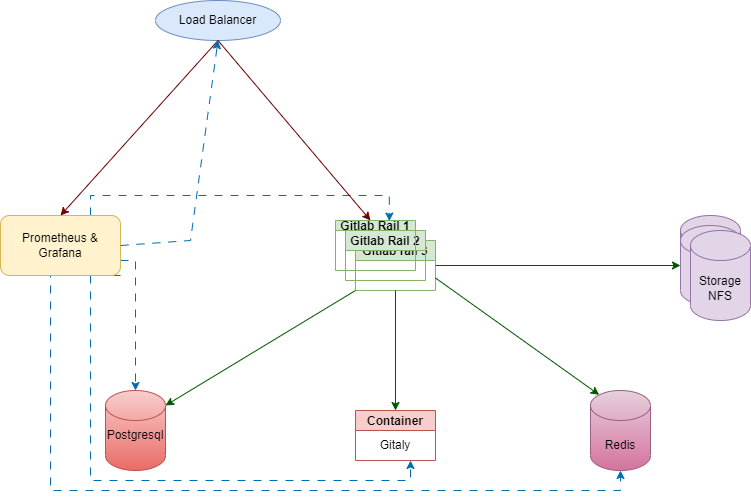 Load Balancer
Prometheus &
Grafana
Gitlab Rail 1
Gitlab Rail 2
Gitlab rail 3
Storage
NFS
Postgresql
Container
Gitaly
Redis